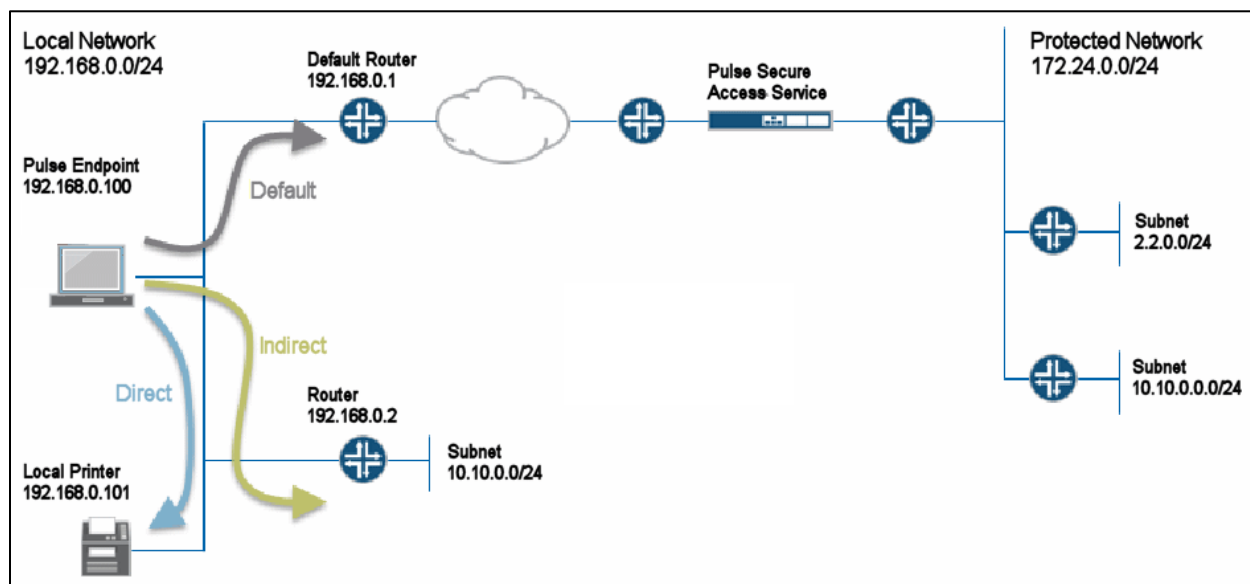 Local Network
192.168.0.0/24
Default Router
192.168.0.1
Pulse Secure
Access Service
Protected Network
172.24.0.0/24
Pulse Endpoint
192.168.0.100
Default
Subnet
2.2.0.0/24
Indirect
Direct
Router
192.168.0.2
Subnet
10.10.0.0.0/24
Local Printer
192.168.0.101
Subnet
10.10.0.0/24